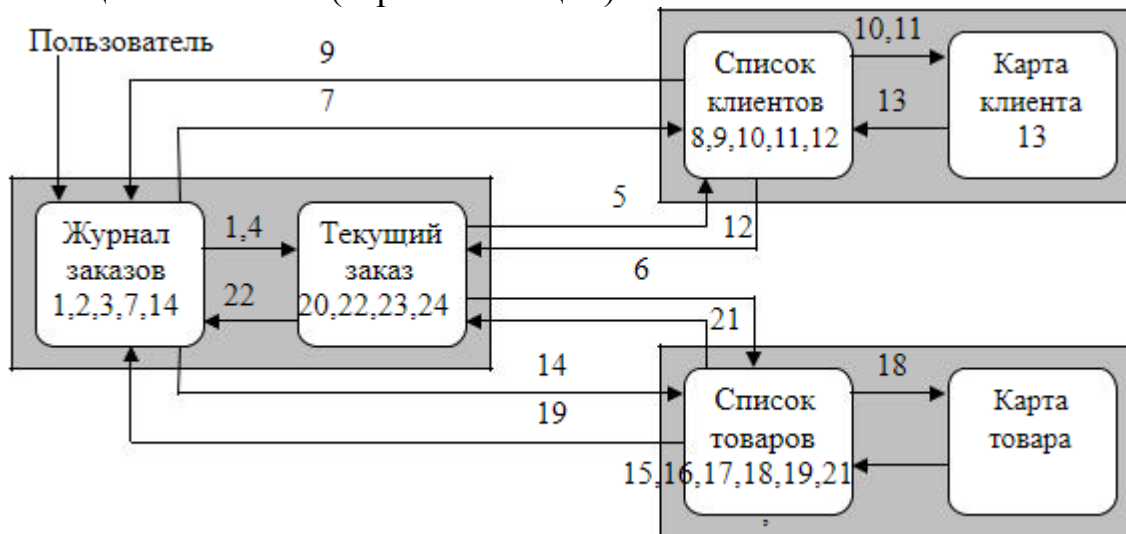 Пользователь
9
7
10,11
Список
клиентов
8,9,10,11,12
13
Карта
клиента
13
5
12
6
Журнал
заказов
1,2,3,7,14
1,4
22
Текущий
заказ
20,22,23,24
21
14
19
18
Список
товаров
15,16,17,18,19,21
,
Карта
товара